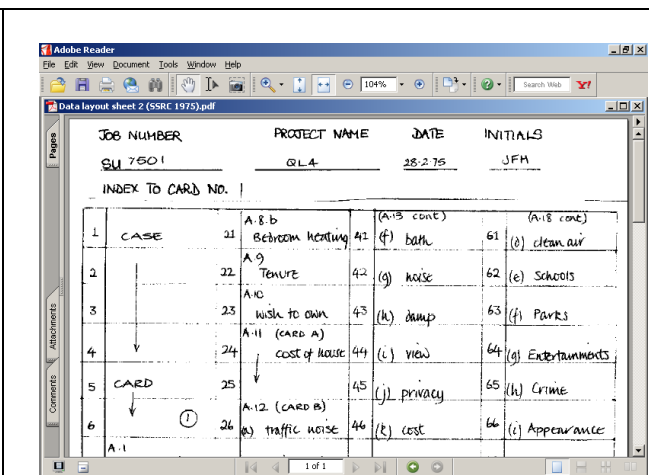 Adobe Reader
File Edit View Document Tools Window Help
104%
Search Web Y!
Data layout sheet 2 (SSRC 1975).pdf
Pages
Attachments
Comments
JOB NUMBER PROJECT NAME DATE INITIALS
SU 7501 QL4 28-2-75 JFM
INDEX TO CARD NO. 1
A.8.b (A.13 cont) (A.18 cont)
1 CASE 21 Bedroom heating 41 (f) bath 61 (d) clean air
A.9
2 22 Tenure 42 (g) noise 62 (e) Schools
A.10
3 23 wish to own 43 (h) damp 63 (f) Parks
A.11 (CARD A)
4 24 cost of house 44 (i) view 64 (g) Entertainments
5 CARD 25 45 (j) privacy 65 (h) Crime
A.12 (CARD B)
6 1 26 (a) traffic noise 46 (k) cost 66 (i) Appearance
A.1
1 of 1